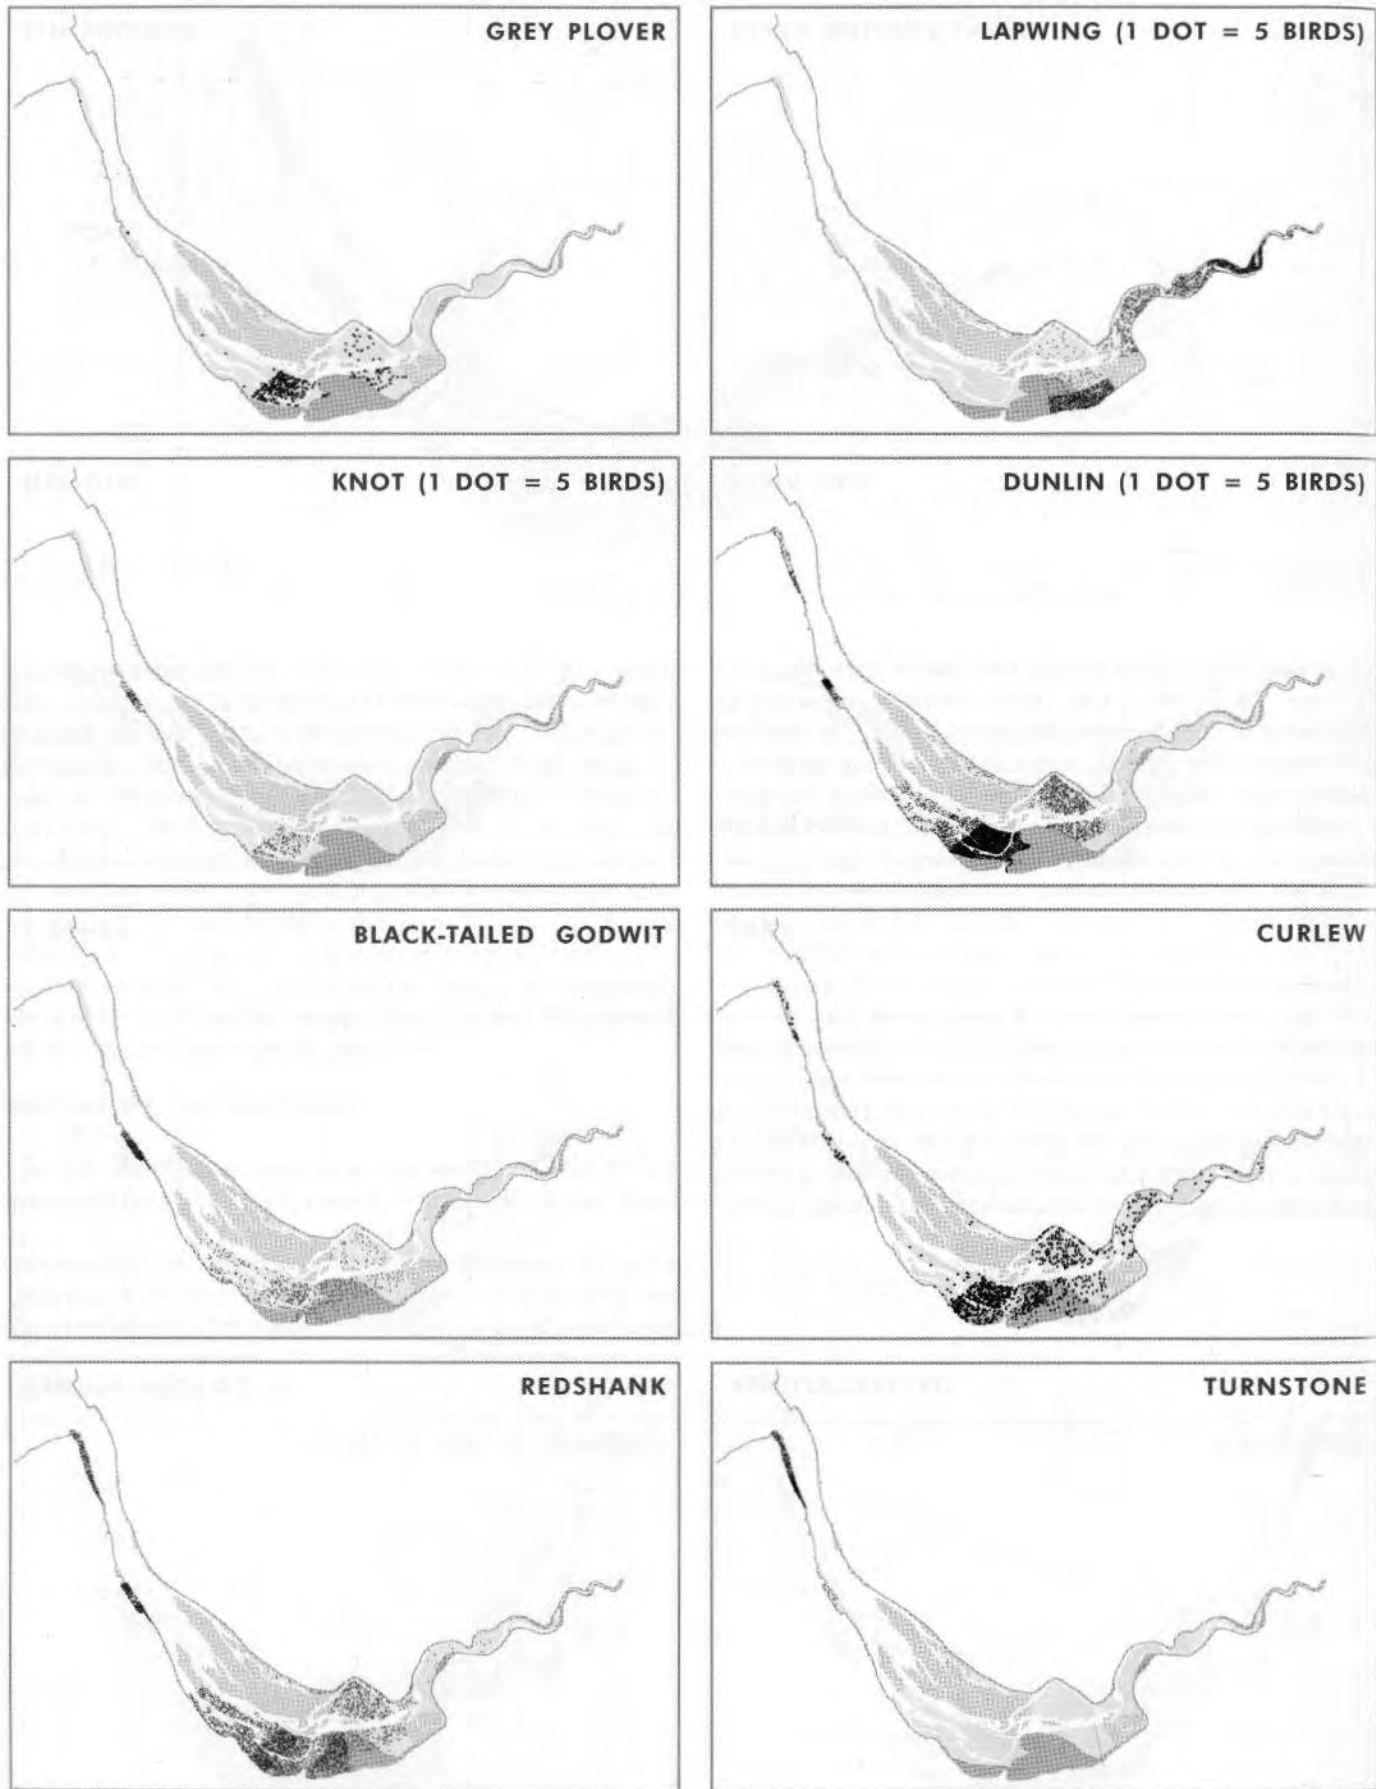 GREY PLOVER
LAPWING (1 DOT = 5 BIRDS)
KNOT (1 DOT = 5 BIRDS)
DUNLIN (1 DOT = 5 BIRDS)
BLACK-TAILED GODWIT
CURLEW
REDSHANK
TURNSTONE